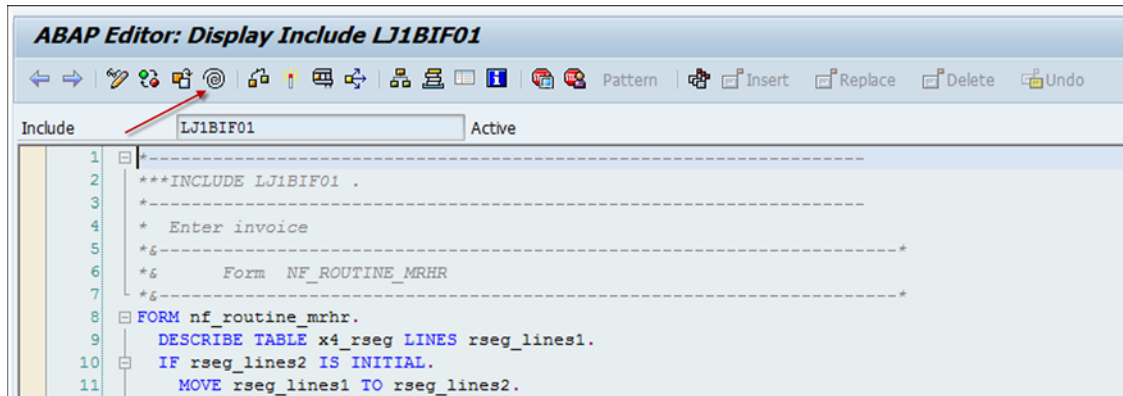 ABAP Editor: Display Include LJ1BIF01
Pattern Insert Replace Delete Undo
Include LJ1BIF01 Active
1 *-------------------------------------------------------------------
2 ***INCLUDE LJ1BIF01 .
3 *-------------------------------------------------------------------
4 *  Enter invoice
5 *&---------------------------------------------------------------------*
6 *&      Form  NF_ROUTINE_MRHR
7 *&---------------------------------------------------------------------*
8 FORM nf_routine_mrhr.
9   DESCRIBE TABLE x4_rseg LINES rseg_lines1.
10   IF rseg_lines2 IS INITIAL.
11     MOVE rseg_lines1 TO rseg_lines2.